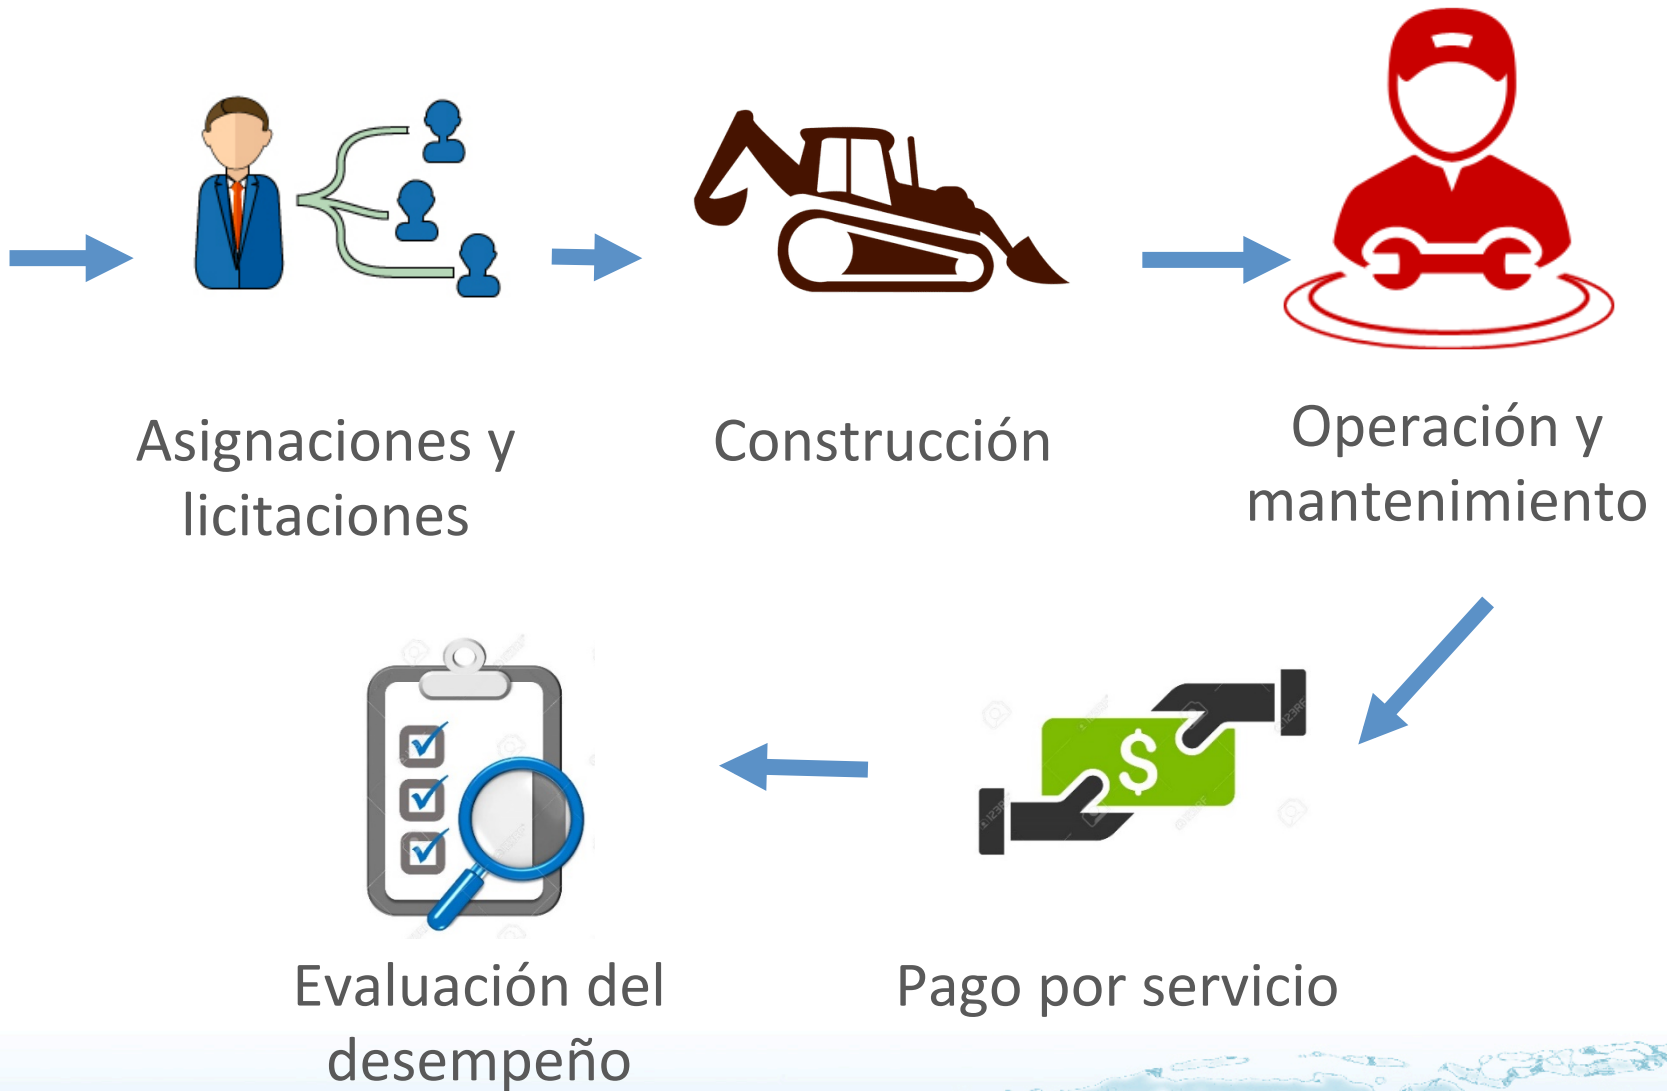 Asignaciones y
licitaciones
Construcción
Operación y
mantenimiento
$
Evaluación del
desempeño
Pago por servicio